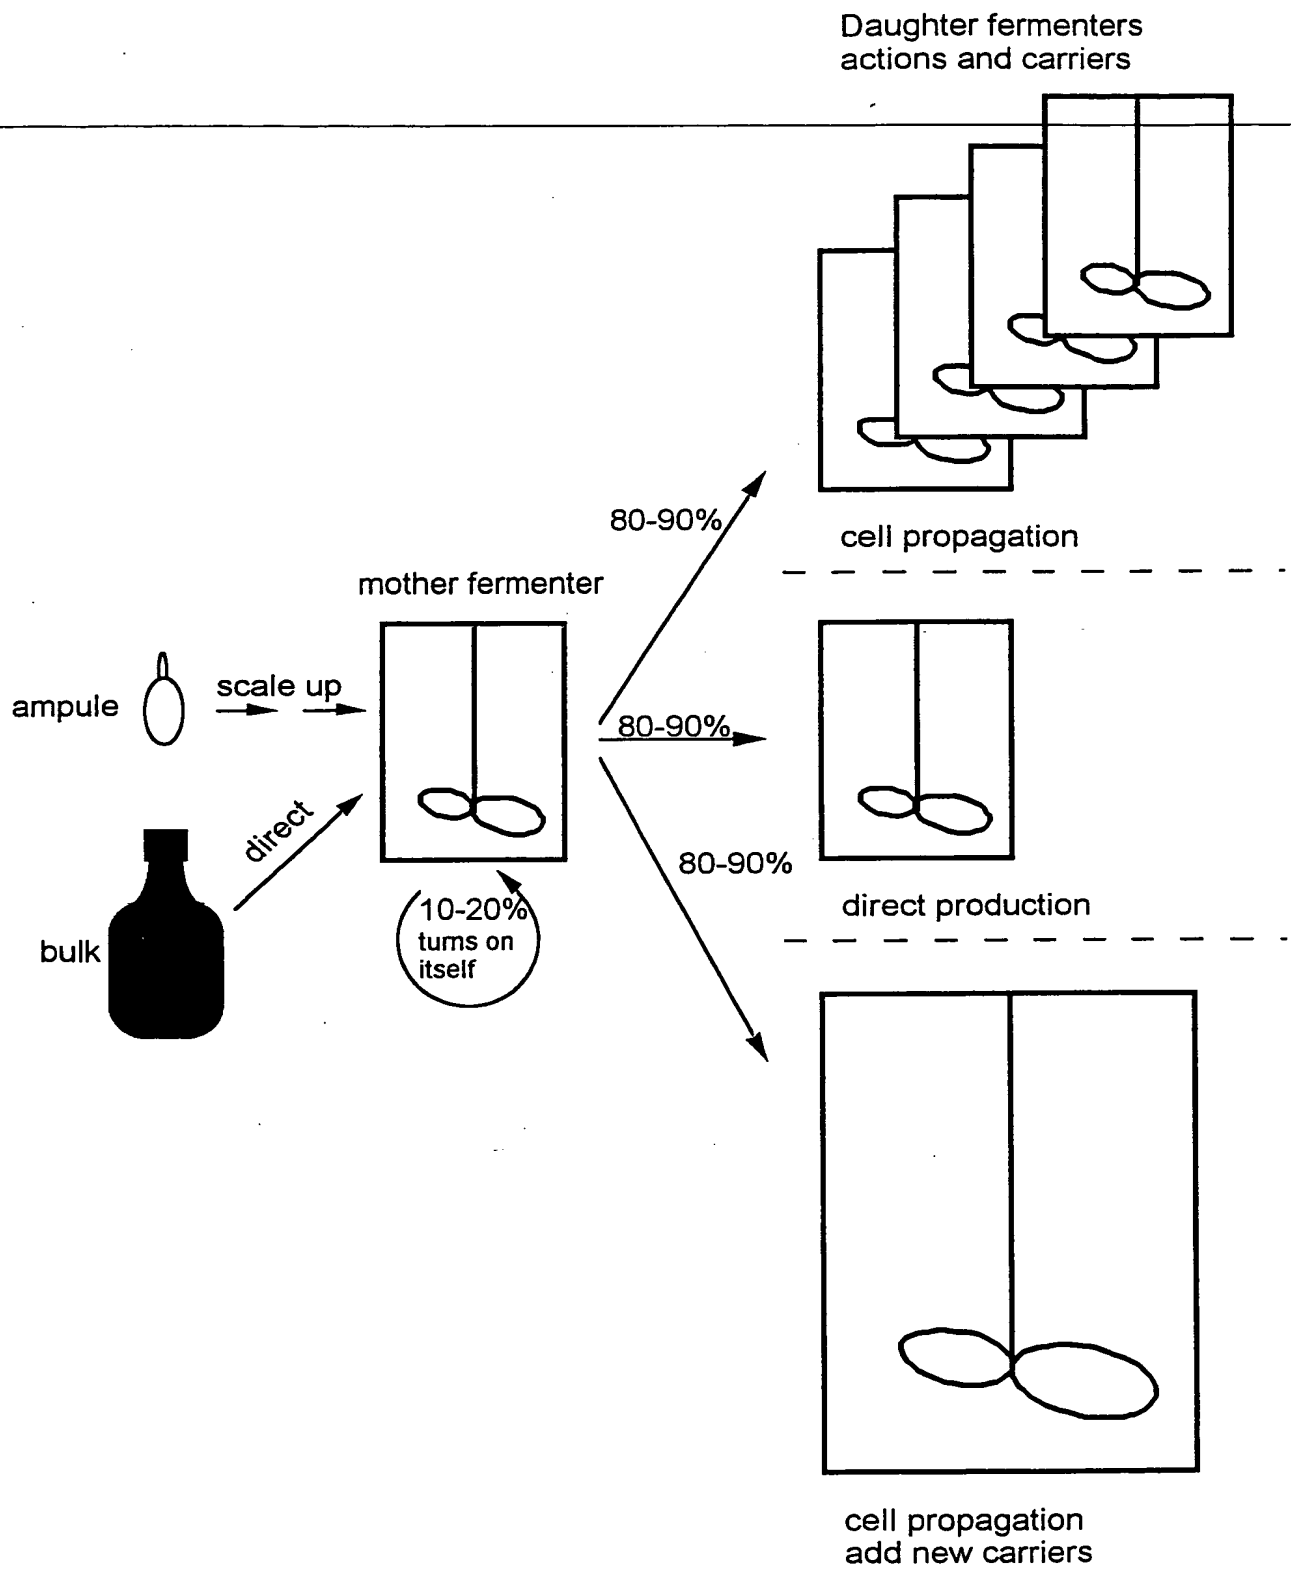 Daughter fermenters
actions and carriers
80-90%
cell propagation
mother fermenter
ampule
scale up
80-90%
direct
80-90%
10-20%
turns on
itself
bulk
direct production
cell propagation
add new carriers